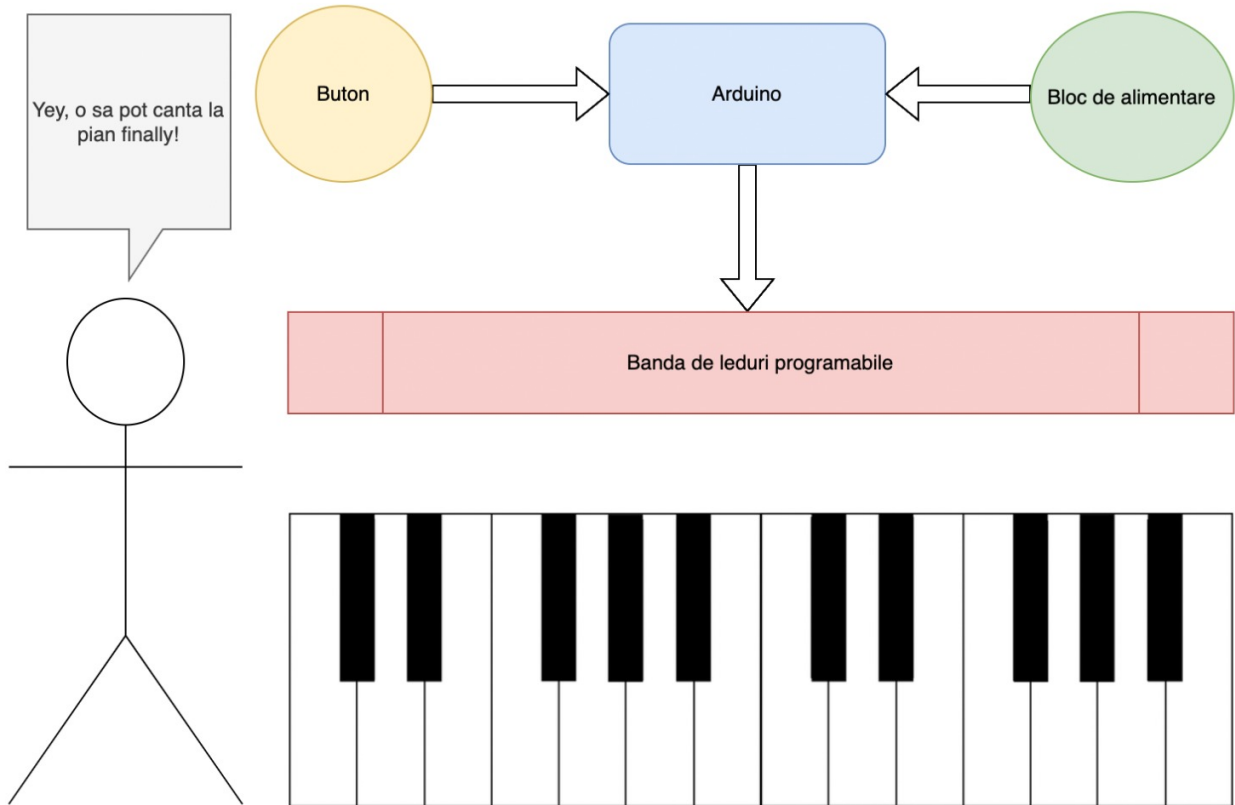 Yey, o sa pot canta la
pian finally!
Buton
Arduino
Bloc de alimentare
Banda de leduri programabile